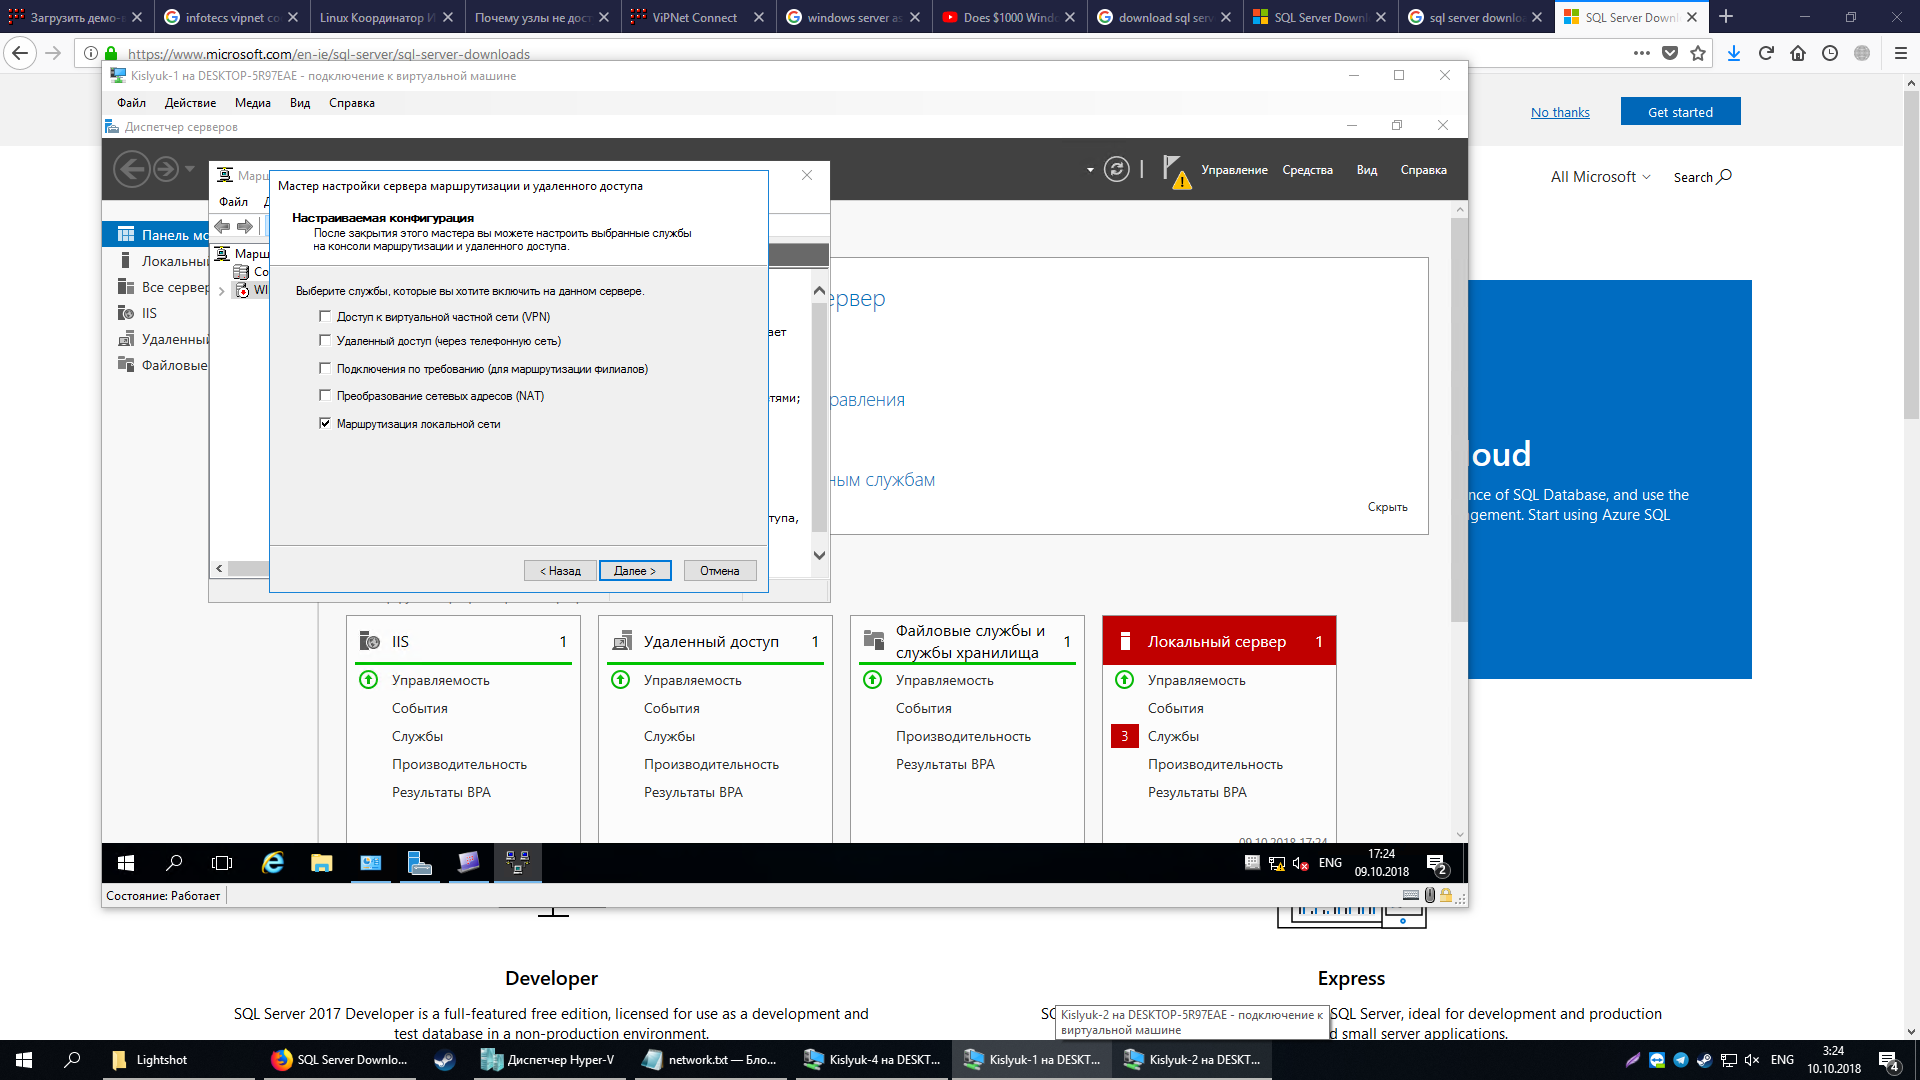 Загрузить демо-в
infotecs vipnet co
Linux Координатор И
Почему узлы не дост
ViPNet Connect
windows server as
Does $1000 Windo
download sql serv
SQL Server Downl
sql server downlo
SQL Server Downl
https://www.microsoft.com/en-ie/sql-server/sql-server-downloads
Kislyuk-1 на DESKTOP-5R97EAE - подключение к виртуальной машине
Файл Действие Медиа Вид Справка
Диспетчер серверов
No thanks
Get started
Управление Средства Вид Справка
All Microsoft
Search
Марш
Файл
Марш
Со
WI
Мастер настройки сервера маршрутизации и удаленного доступа
Настраиваемая конфигурация
После закрытия этого мастера вы можете настроить выбранные службы
на консоли маршрутизации и удаленного доступа.
Выберите службы, которые вы хотите включить на данном сервере.
Доступ к виртуальной частной сети (VPN)
Удаленный доступ (через телефонную сеть)
Подключения по требованию (для маршрутизации филиалов)
Преобразование сетевых адресов (NAT)
Маршрутизация локальной сети
< Назад
Далее >
Отмена
Панель мо
Локальны
Все сервер
IIS
Удаленный
Файловые
ает
тями;
тупа,
ервер
равления
ным службам
Скрыть
loud
nce of SQL Database, and use the
gement. Start using Azure SQL
IIS 1
Управляемость
События
Службы
Производительность
Результаты BPA
Удаленный доступ 1
Управляемость
События
Службы
Производительность
Результаты BPA
Файловые службы и
службы хранилища 1
Управляемость
События
Производительность
Результаты BPA
Локальный сервер 1
Управляемость
События
3 Службы
Производительность
Результаты BPA
09.10.2018 17:24
ENG
17:24
09.10.2018
2
Состояние: Работает
Developer
SQL Server 2017 Developer is a full-featured free edition, licensed for use as a development and
test database in a non-production environment.
Express
SQL Server, ideal for development and production
d small server applications.
Kislyuk-2 на DESKTOP-5R97EAE - подключение к
виртуальной машине
Lightshot
SQL Server Downlo...
Диспетчер Hyper-V
network.txt — Бло...
Kislyuk-4 на DESKT...
Kislyuk-1 на DESKT...
Kislyuk-2 на DESKT...
ENG
3:24
10.10.2018
4